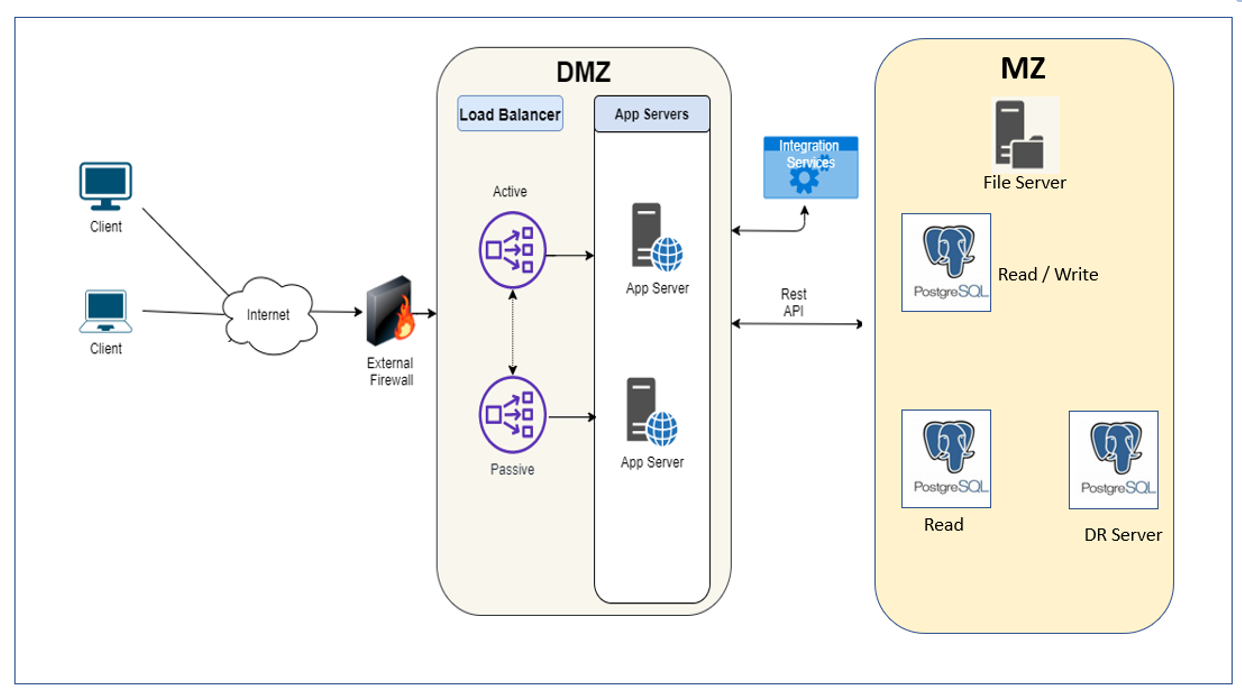 DMZ
MZ
Load Balancer
App Servers
Integration
Services
File Server
Client
Active
App Server
Read / Write
PostgreSQL
Client
Internet
External
Firewall
Rest
API
Passive
App Server
PostgreSQL
Read
PostgreSQL
DR Server